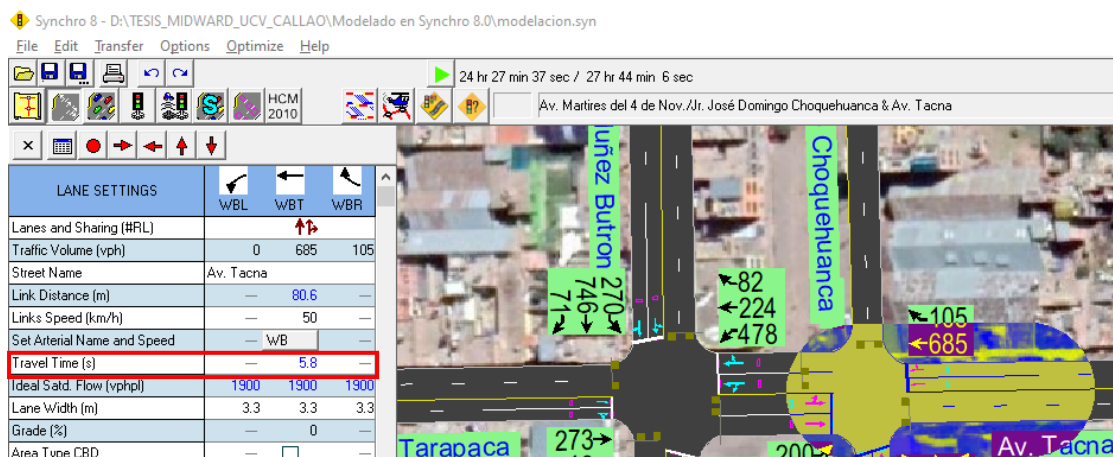 Synchro 8 - D:\TESIS_MIDWARD_UCV_CALLAO\Modelado en Synchro 8.0\modelacion.syn
File Edit Transfer Options Optimize Help
24 hr 27 min 37 sec / 27 hr 44 min 6 sec
HCM
2010
Av. Martires del 4 de Nov./Jr. José Domingo Choquehuanca & Av. Tacna
LANE SETTINGS WBL WBT WBR
Lanes and Sharing (#RL)
Traffic Volume (vph) 0 685 105
Street Name Av. Tacna
Link Distance (m) — 80.6 —
Links Speed (km/h) — 50 —
Set Arterial Name and Speed — WB —
Travel Time (s) — 5.8 —
Ideal Satd. Flow (vphpl) 1900 1900 1900
Lane Width (m) 3.3 3.3 3.3
Grade (%) — 0 —
Area Type CBD — —
uñez Butron
Choquehuanca
270
746
71
82
224
478
105
685
Tarapaca
273
200
Av. Tacna